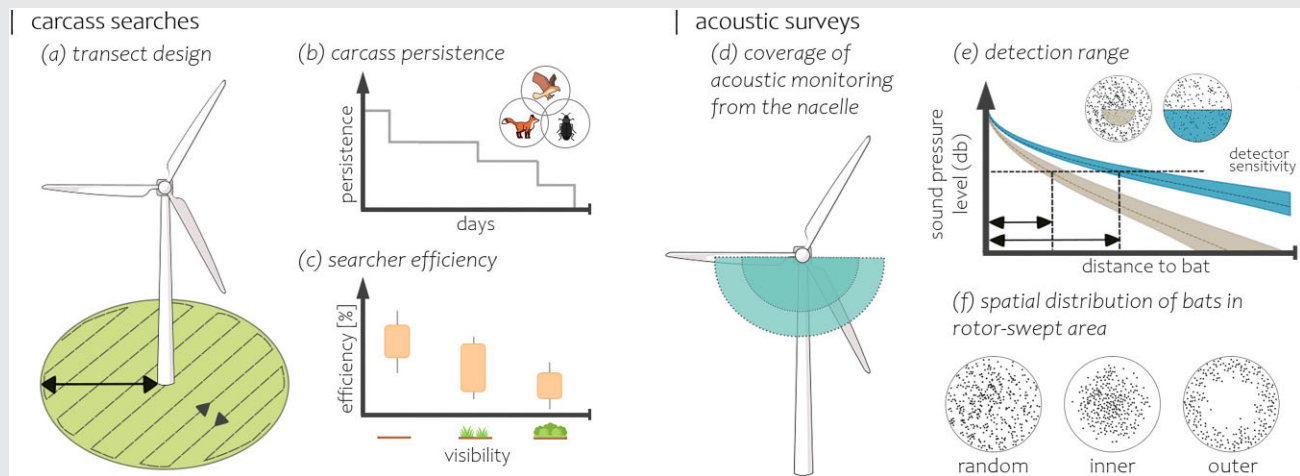 carcass searches
(a) transect design
(b) carcass persistence
persistence
days
(c) searcher efficiency
efficiency [%]
visibility
acoustic surveys
(d) coverage of
acoustic monitoring
from the nacelle
(e) detection range
sound pressure
level (db)
detector
sensitivity
distance to bat
(f) spatial distribution of bats in
rotor-swept area
random
inner
outer